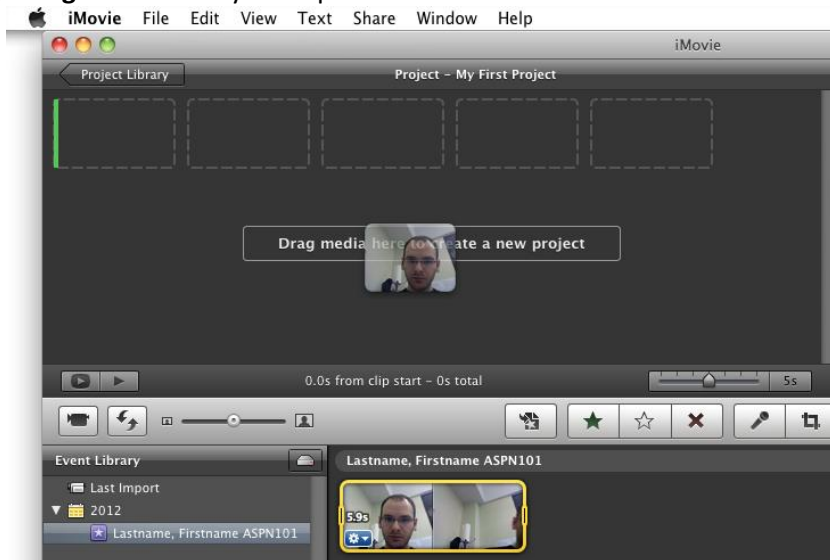 iMovie File Edit View Text Share Window Help
iMovie
Project Library
Project – My First Project
Drag media here to create a new project
0.0s from clip start – 0s total
5s
Event Library
Lastname, Firstname ASPN101
Last Import
2012
Lastname, Firstname ASPN101
5.9s